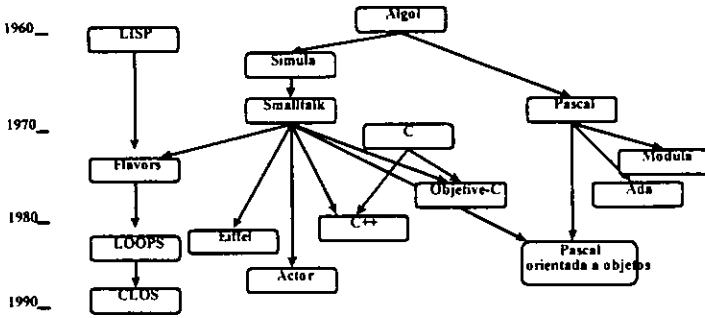 Algol
1960
LISP
Simula
Smalltalk
Pascal
1970
C
Modula
Flavors
Objetive-C
Ada
1980
C++
Eiffel
LOOPS
Pascal
orientada a objetos
Actor
CLOS
1990